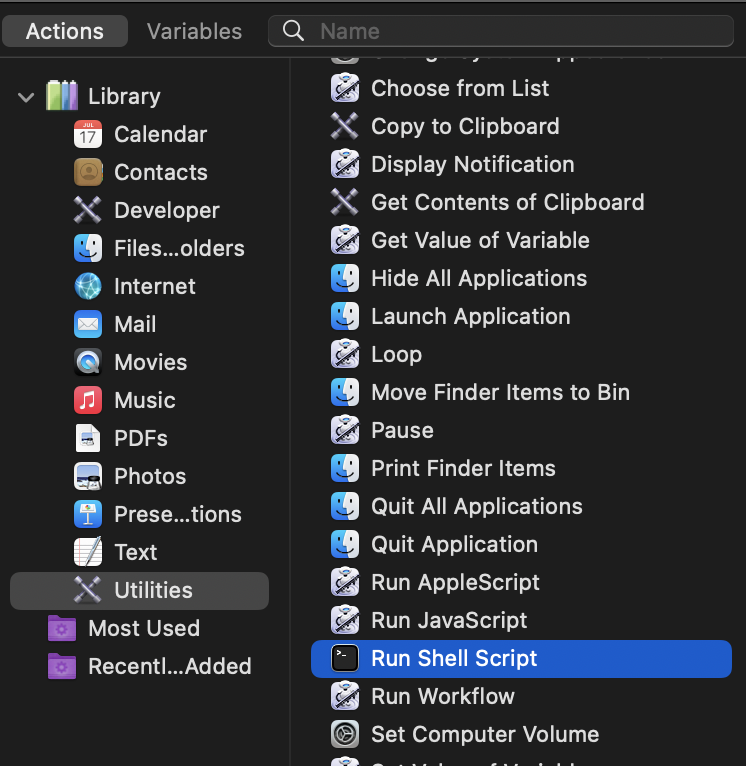 Actions
Variables
Name
Library
Calendar
Contacts
Developer
Files...olders
Internet
Mail
Movies
Music
PDFs
Photos
Prese...tions
Text
Utilities
Most Used
Recentl...Added
Choose from List
Copy to Clipboard
Display Notification
Get Contents of Clipboard
Get Value of Variable
Hide All Applications
Launch Application
Loop
Move Finder Items to Bin
Pause
Print Finder Items
Quit All Applications
Quit Application
Run AppleScript
Run JavaScript
Run Shell Script
Run Workflow
Set Computer Volume